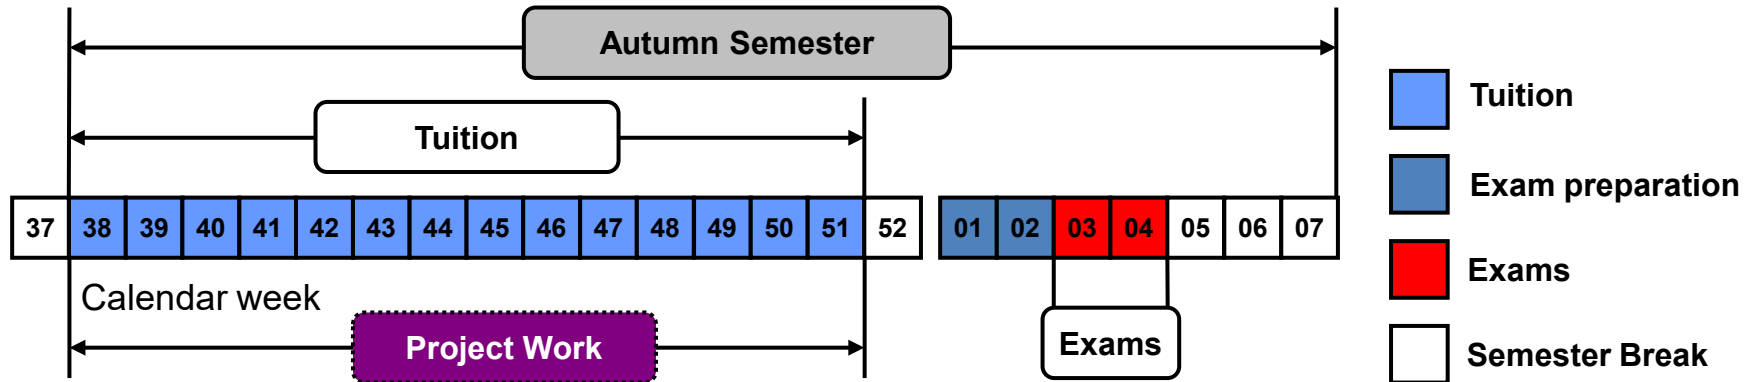 Autumn Semester
Tuition
37 38 39 40 41 42 43 44 45 46 47 48 49 50 51 52 01 02 03 04 05 06 07
Calendar week
Project Work
Exams
Tuition
Exam preparation
Exams
Semester Break